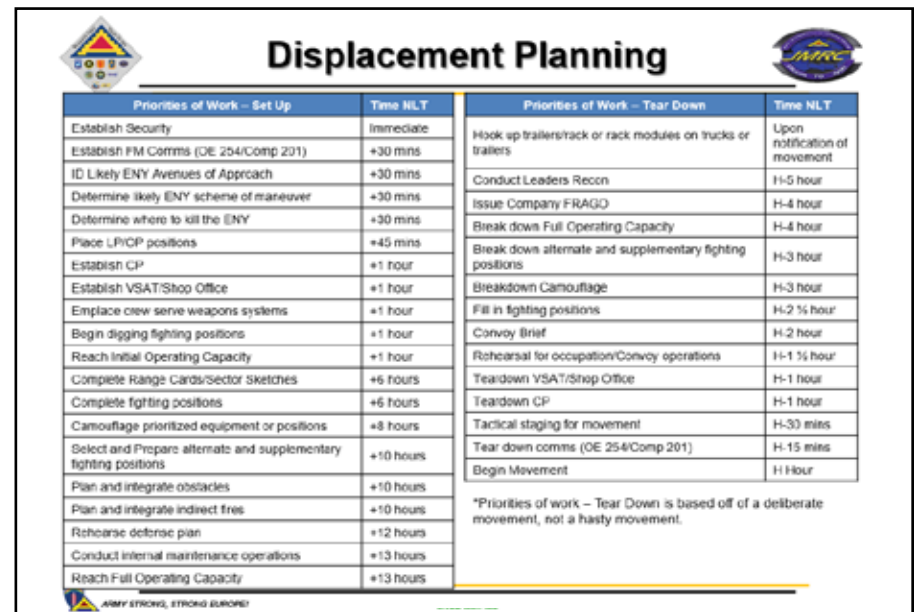 Displacement Planning
JMRC
Priorities of Work – Set Up Time NLT
Establish Security Immediate
Establish FM Comms (OE 254/Comp 201) +30 mins
ID Likely ENY Avenues of Approach +30 mins
Determine likely ENY scheme of maneuver +30 mins
Determine where to kill the ENY +30 mins
Place LP/OP positions +45 mins
Establish CP +1 hour
Establish VSAT/Shop Office +1 hour
Emplace crew serve weapons systems +1 hour
Begin digging fighting positions +1 hour
Reach Initial Operating Capacity +1 hour
Complete Range Cards/Sector Sketches +6 hours
Complete fighting positions +6 hours
Camouflage prioritized equipment or positions +8 hours
Select and Prepare alternate and supplementary
fighting positions +10 hours
Plan and integrate obstacles +10 hours
Plan and integrate indirect fires +10 hours
Rehearse defense plan +12 hours
Conduct internal maintenance operations +13 hours
Reach Full Operating Capacity +13 hours
Priorities of Work – Tear Down Time NLT
Hook up trailers/rack or rack modules on trucks or
trailers
Upon
notification of
movement
Conduct Leaders Recon H-5 hour
Issue Company FRAGO H-4 hour
Break down Full Operating Capacity H-4 hour
Break down alternate and supplementary fighting
positions H-3 hour
Breakdown Camouflage H-3 hour
Fill in fighting positions H-2 ½ hour
Convoy Brief H-2 hour
Rehearsal for occupation/Convoy operations H-1 ½ hour
Teardown VSAT/Shop Office H-1 hour
Teardown CP H-1 hour
Tactical staging for movement H-30 mins
Tear down comms (OE 254/Comp 201) H-15 mins
Begin Movement H Hour
*Priorities of work – Tear Down is based off of a deliberate
movement, not a hasty movement.
ARMY STRONG, STRONG EUROPE!